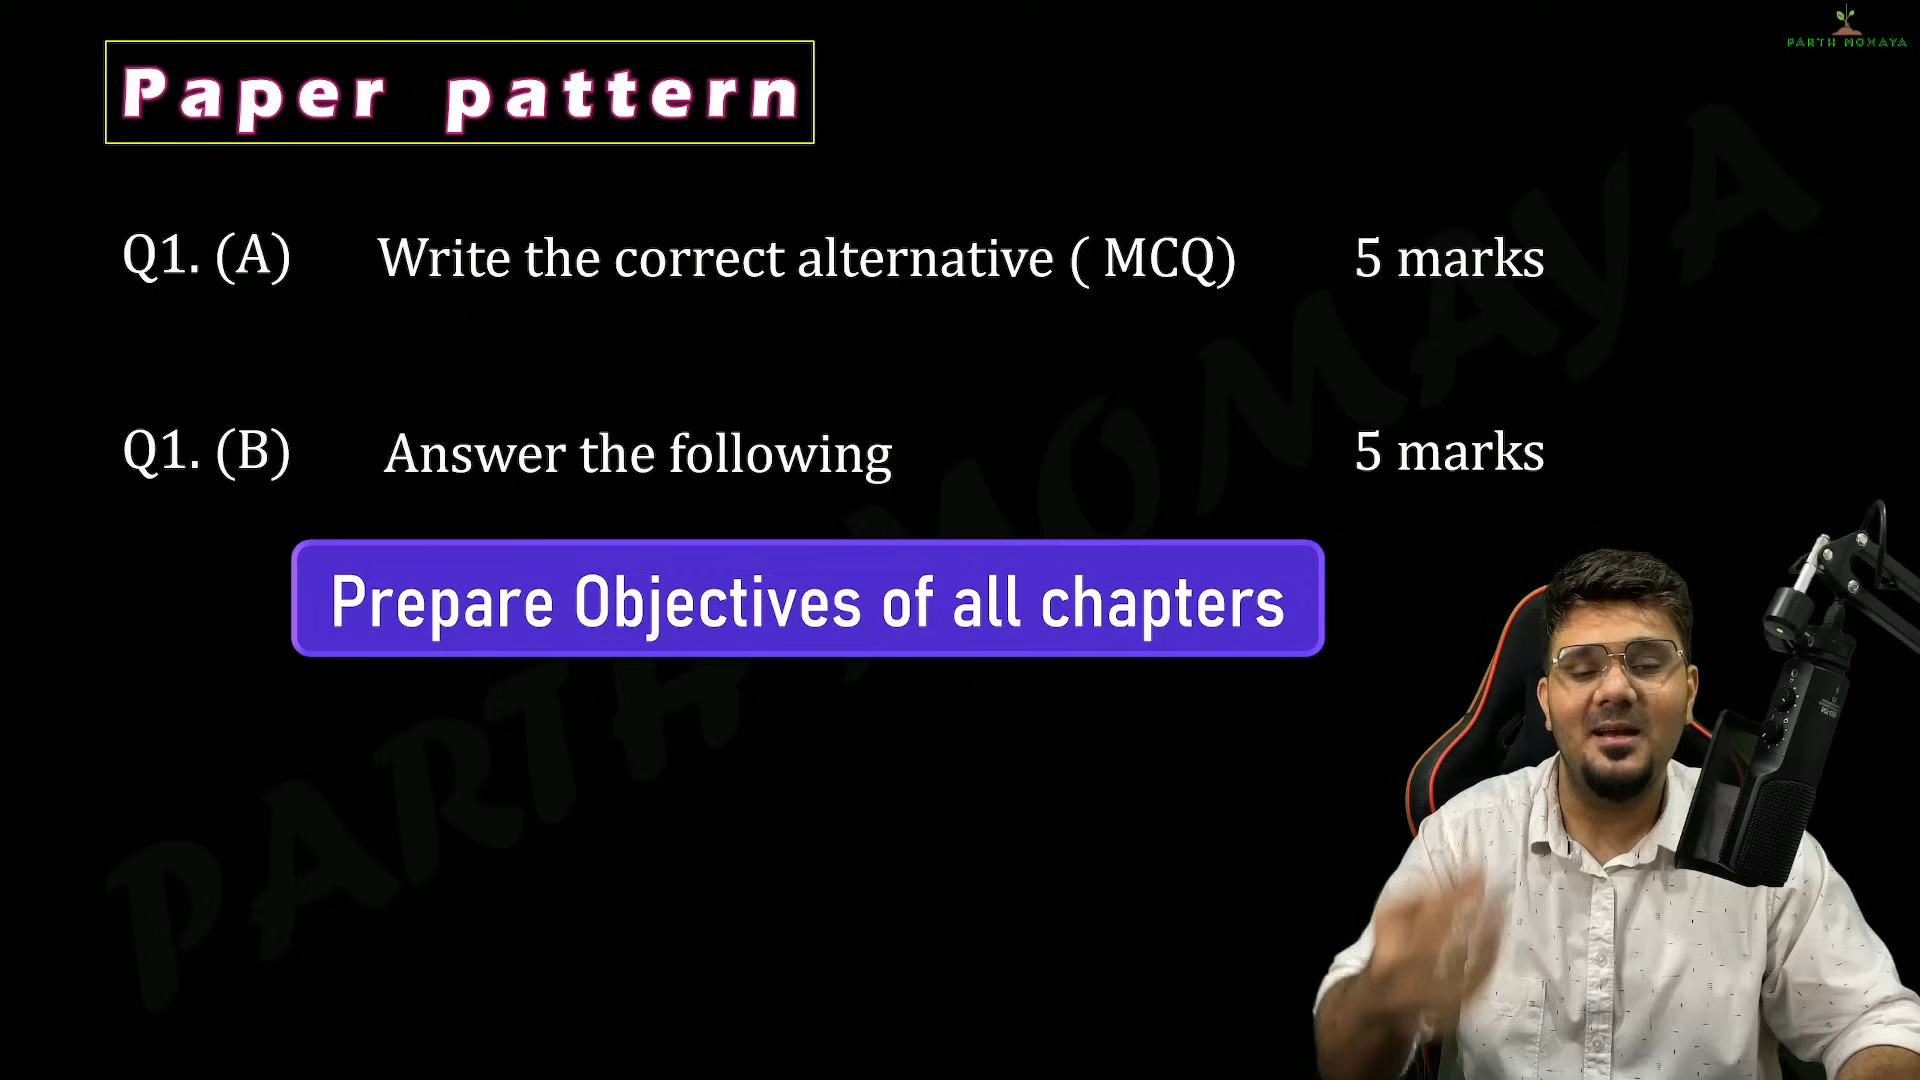 PARTH MOMAYA
Paper pattern
Q1. (A) Write the correct alternative ( MCQ) 5 marks
Q1. (B) Answer the following 5 marks
Prepare Objectives of all chapters
PARTH MOMAYA